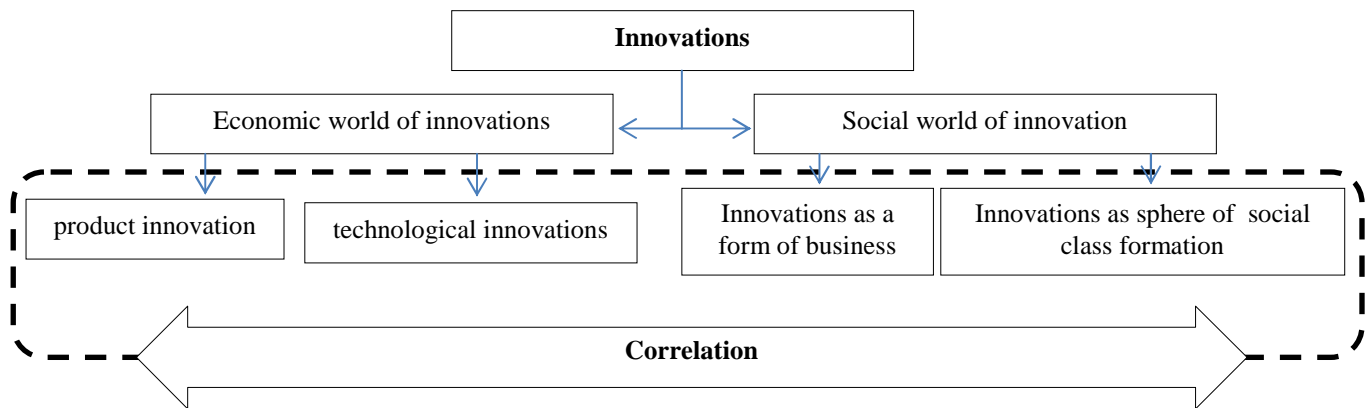 Innovations
Economic world of innovations
Social world of innovation
product innovation
technological innovations
Innovations as a
form of business
Innovations as sphere of social
class formation
Correlation